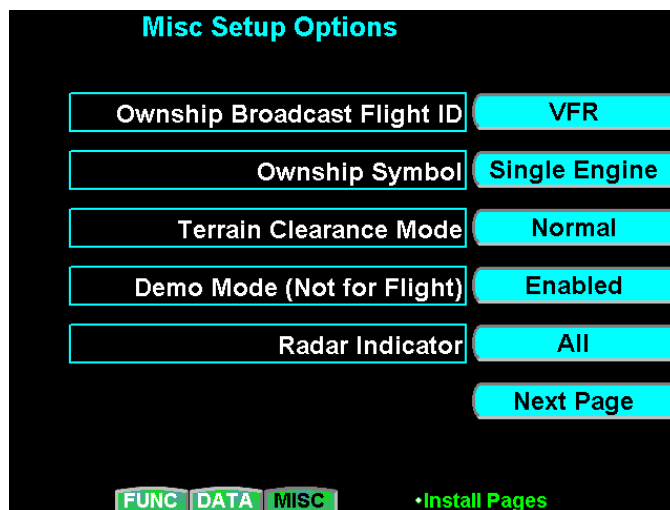 Misc Setup Options
Ownship Broadcast Flight ID VFR
Ownship Symbol Single Engine
Terrain Clearance Mode Normal
Demo Mode (Not for Flight) Enabled
Radar Indicator All
Next Page
FUNC DATA MISC •Install Pages